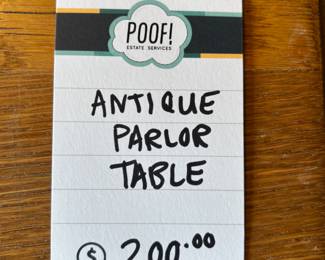 POOF!
ESTATE SERVICES
ANTIQUE
PARLOR
TABLE
$ 200.00